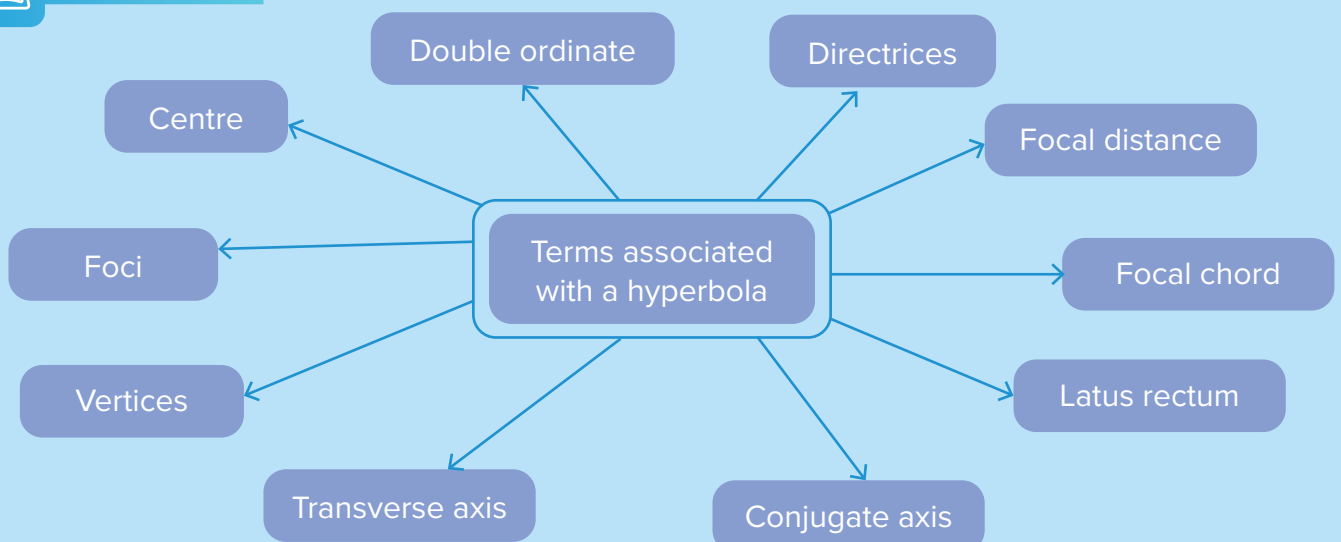 Double ordinate
Directrices
Centre
Focal distance
Terms associated
with a hyperbola
Foci
Focal chord
Vertices
Latus rectum
Transverse axis
Conjugate axis